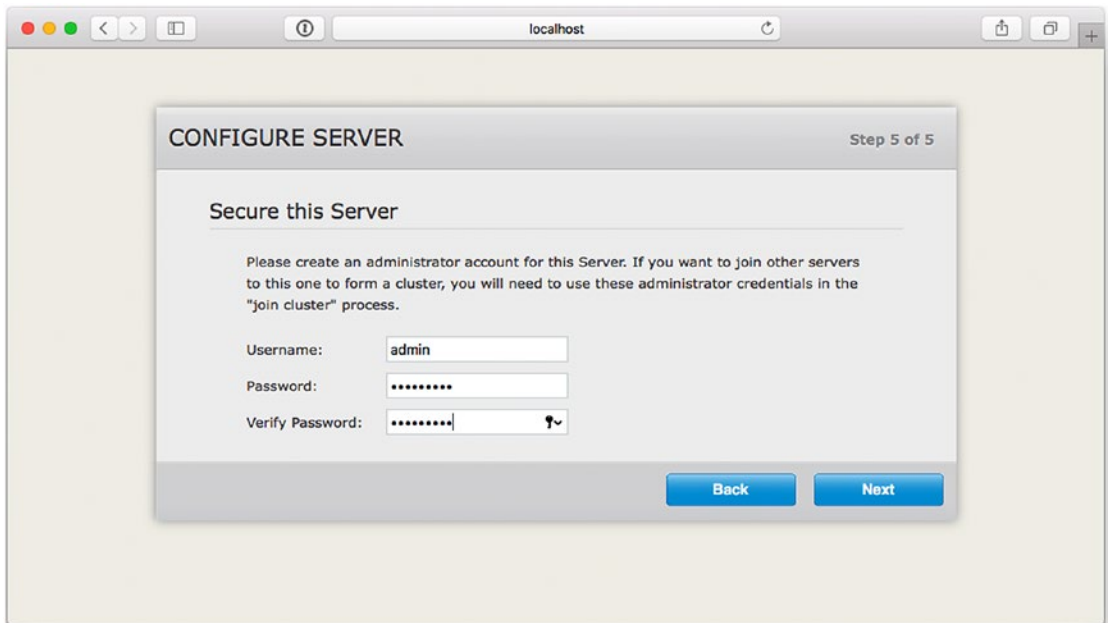 localhost
CONFIGURE SERVER
Step 5 of 5
Secure this Server
Please create an administrator account for this Server. If you want to join other servers
to this one to form a cluster, you will need to use these administrator credentials in the
"join cluster" process.
Username: admin
Password: •••••••••
Verify Password: •••••••••
Back Next